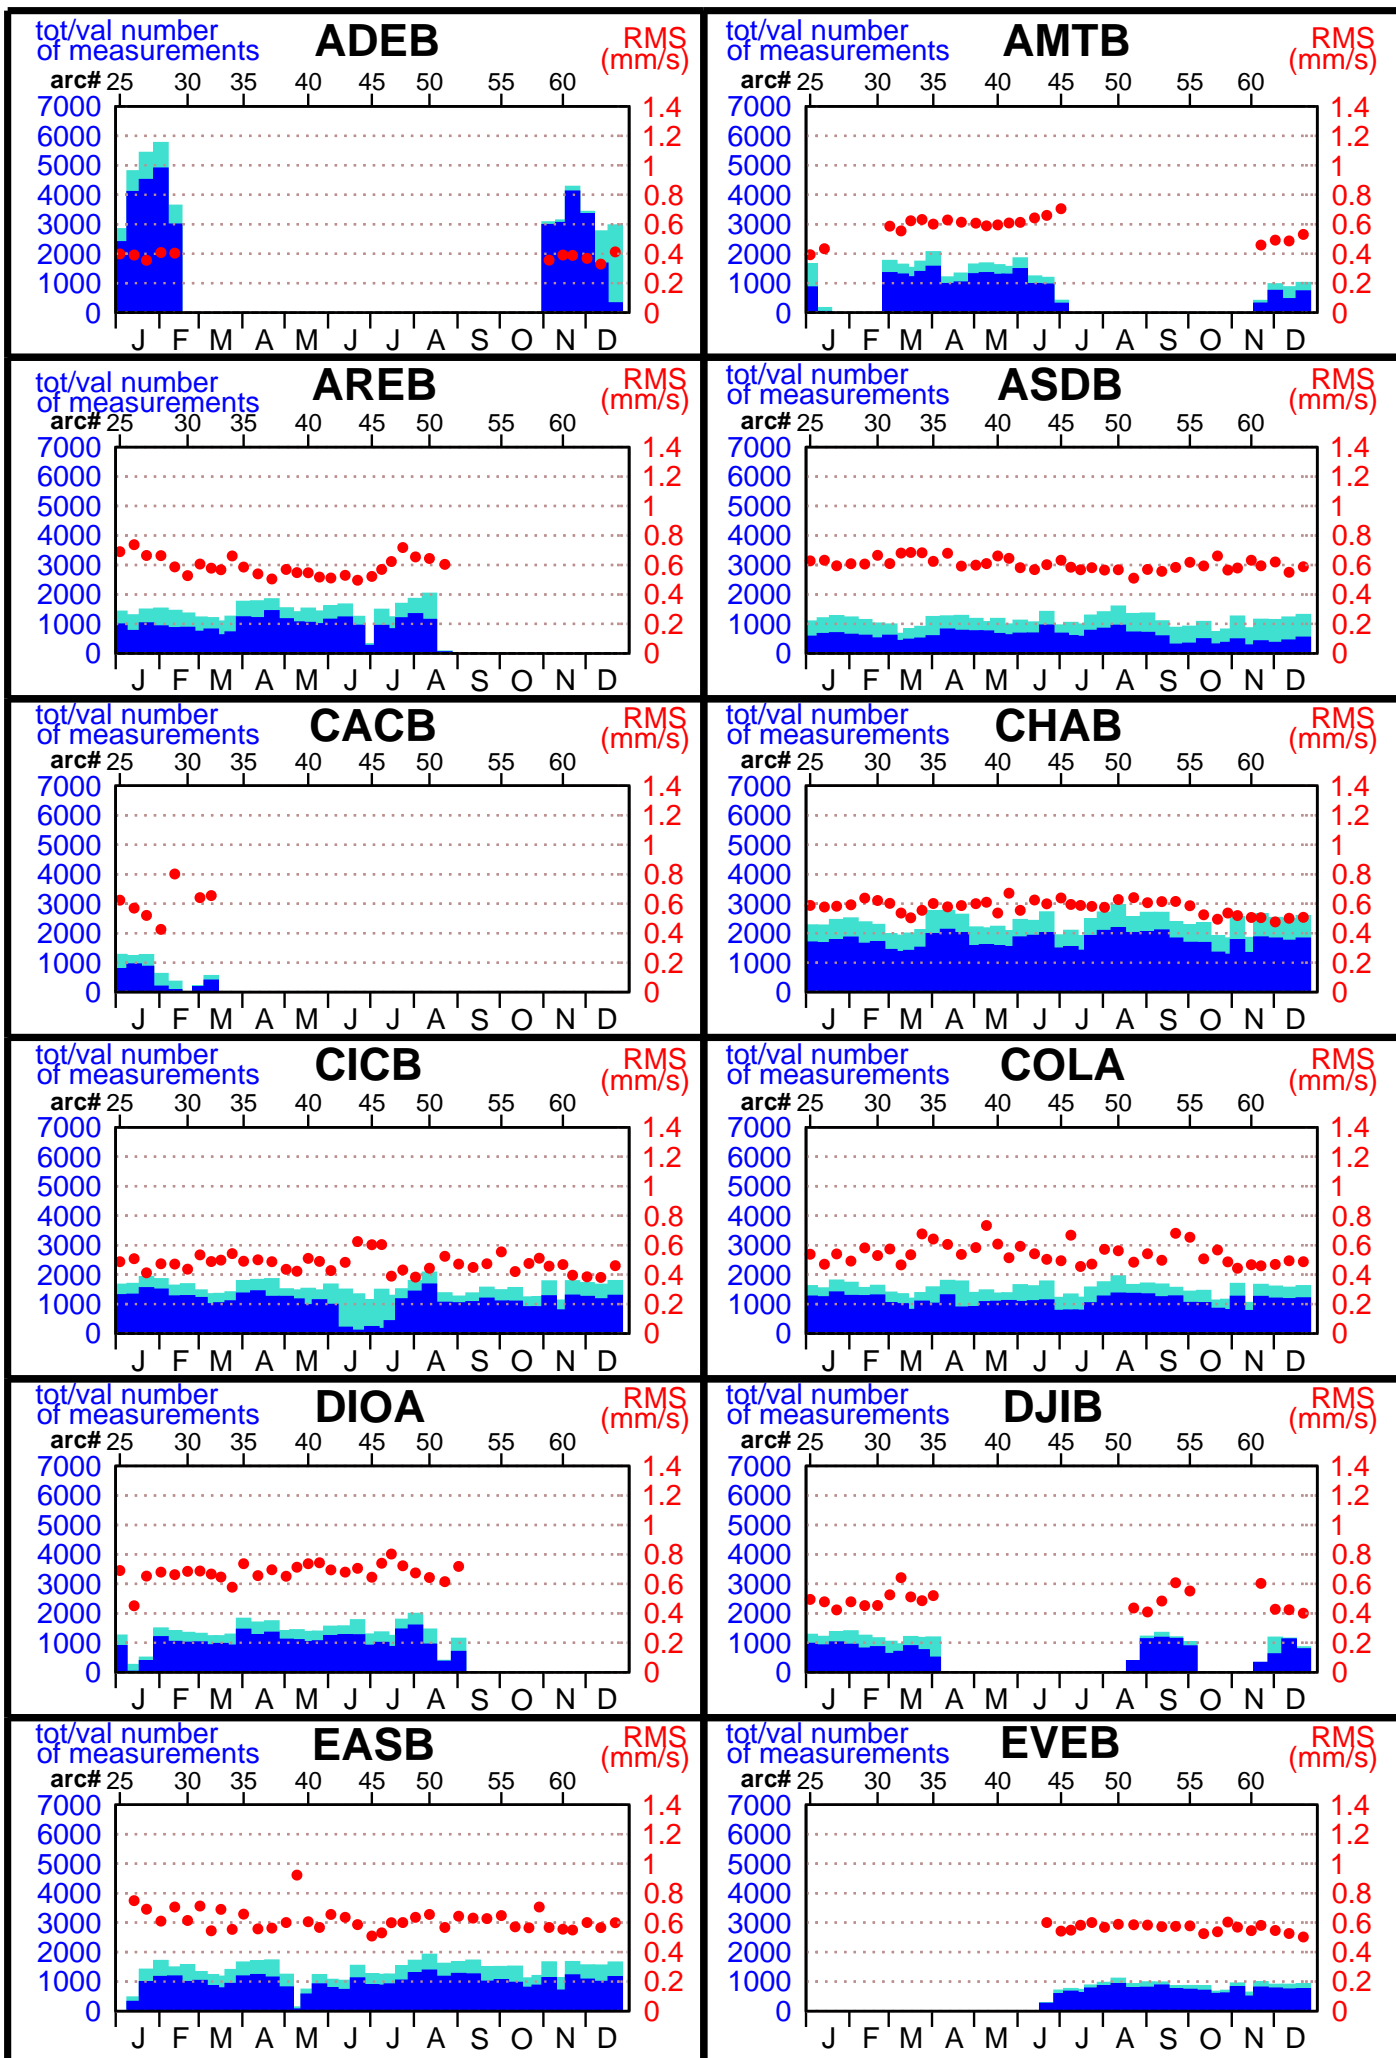 tot/val number ADEB RMS
of measurements (mm/s)
arc# 25 30 35 40 45 50 60
7000 1.4
6000 1.2
5000 1
4000 0.8
3000 0.6
2000 0.4
1000 0.2
0 0
J F M A M J J A S O N D
tot/val number AMTB RMS
of measurements (mm/s)
arc# 25 30 35 40 45 50 55 60
7000 1.4
6000 1.2
5000 1
4000 0.8
3000 0.6
2000 0.4
1000 0.2
0 0
J F M A M J J A S O N D
tot/val number AREB RMS
of measurements (mm/s)
arc# 25 30 35 40 45 50 60
7000 1.4
6000 1.2
5000 1
4000 0.8
3000 0.6
2000 0.4
1000 0.2
0 0
J F M A M J J A S O N D
tot/val number ASDB RMS
of measurements (mm/s)
arc# 25 30 35 40 45 50 55 60
7000 1.4
6000 1.2
5000 1
4000 0.8
3000 0.6
2000 0.4
1000 0.2
0 0
J F M A M J J A S O N D
tot/val number CACB RMS
of measurements (mm/s)
arc# 25 30 35 40 45 50 60
7000 1.4
6000 1.2
5000 1
4000 0.8
3000 0.6
2000 0.4
1000 0.2
0 0
J F M A M J J A S O N D
tot/val number CHAB RMS
of measurements (mm/s)
arc# 25 30 35 40 45 50 55 60
7000 1.4
6000 1.2
5000 1
4000 0.8
3000 0.6
2000 0.4
1000 0.2
0 0
J F M A M J J A S O N D
tot/val number CICB RMS
of measurements (mm/s)
arc# 25 30 35 40 45 50 60
7000 1.4
6000 1.2
5000 1
4000 0.8
3000 0.6
2000 0.4
1000 0.2
0 0
J F M A M J J A S O N D
tot/val number COLA RMS
of measurements (mm/s)
arc# 25 30 35 40 45 50 55 60
7000 1.4
6000 1.2
5000 1
4000 0.8
3000 0.6
2000 0.4
1000 0.2
0 0
J F M A M J J A S O N D
tot/val number DIOA RMS
of measurements (mm/s)
arc# 25 30 35 40 45 50 60
7000 1.4
6000 1.2
5000 1
4000 0.8
3000 0.6
2000 0.4
1000 0.2
0 0
J F M A M J J A S O N D
tot/val number DJIB RMS
of measurements (mm/s)
arc# 25 30 35 40 45 50 55 60
7000 1.4
6000 1.2
5000 1
4000 0.8
3000 0.6
2000 0.4
1000 0.2
0 0
J F M A M J J A S O N D
tot/val number EASB RMS
of measurements (mm/s)
arc# 25 30 35 40 45 50 60
7000 1.4
6000 1.2
5000 1
4000 0.8
3000 0.6
2000 0.4
1000 0.2
0 0
J F M A M J J A S O N D
tot/val number EVEB RMS
of measurements (mm/s)
arc# 25 30 35 40 45 50 55 60
7000 1.4
6000 1.2
5000 1
4000 0.8
3000 0.6
2000 0.4
1000 0.2
0 0
J F M A M J J A S O N D